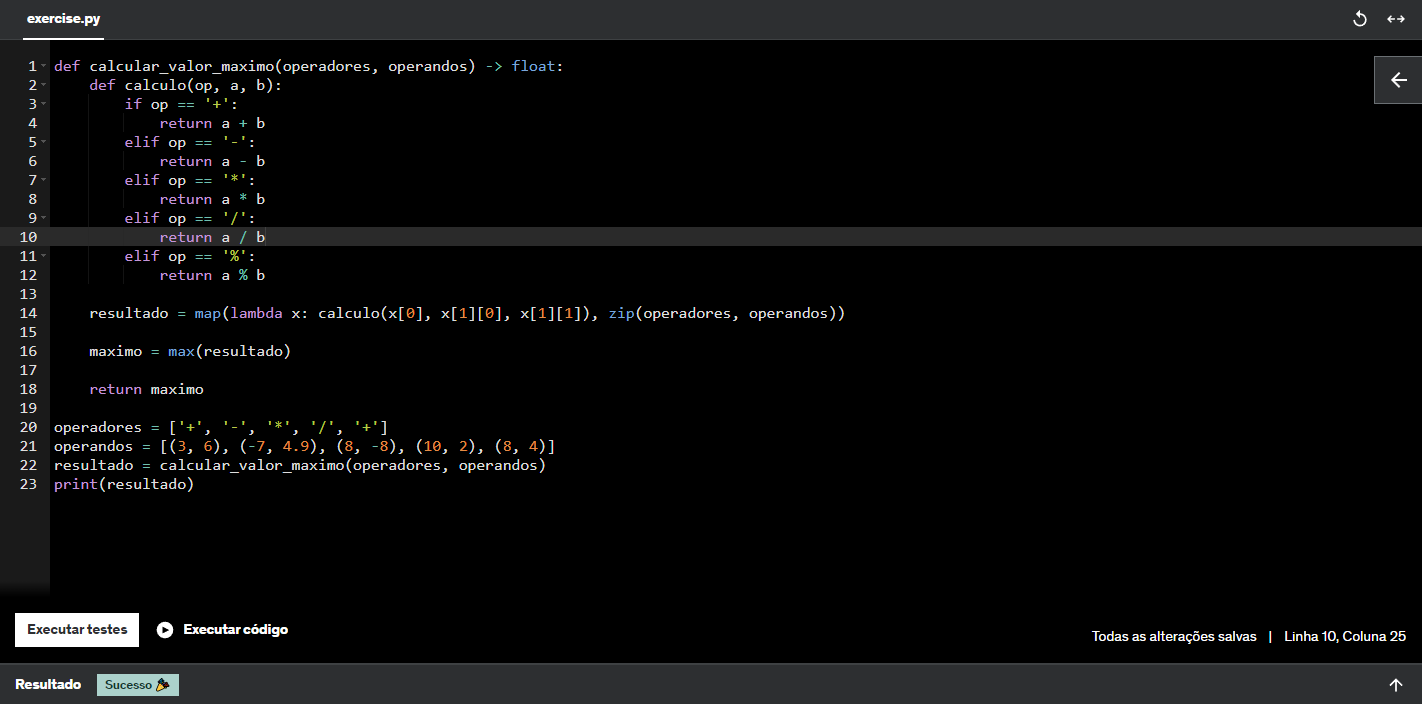 exercise.py
1 def calcular_valor_maximo(operadores, operandos) -> float:
2     def calculo(op, a, b):
3         if op == '+':
4             return a + b
5         elif op == '-':
6             return a - b
7         elif op == '*':
8             return a * b
9         elif op == '/':
10             return a / b
11         elif op == '%':
12             return a % b
13
14     resultado = map(lambda x: calculo(x[0], x[1][0], x[1][1]), zip(operadores, operandos))
15
16     maximo = max(resultado)
17
18     return maximo
19
20 operadores = ['+', '-', '*', '/', '+']
21 operandos = [(3, 6), (-7, 4.9), (8, -8), (10, 2), (8, 4)]
22 resultado = calcular_valor_maximo(operadores, operandos)
23 print(resultado)
Executar testes Executar código
Todas as alterações salvas | Linha 10, Coluna 25
Resultado Sucesso 🎉